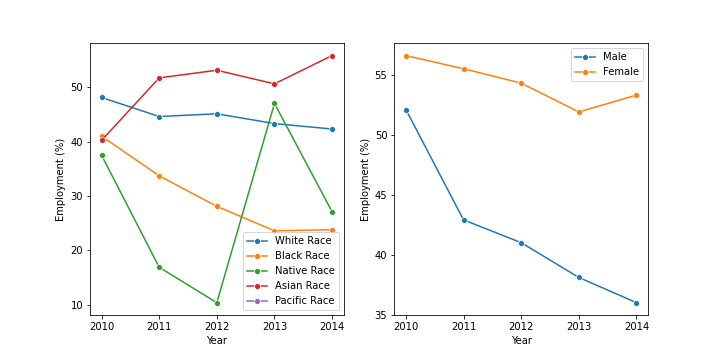 50
40
30
20
10
Employment (%)
2010 2011 2012 2013 2014
Year
White Race
Black Race
Native Race
Asian Race
Pacific Race
55
50
45
40
35
Employment (%)
2010 2011 2012 2013 2014
Year
Male
Female